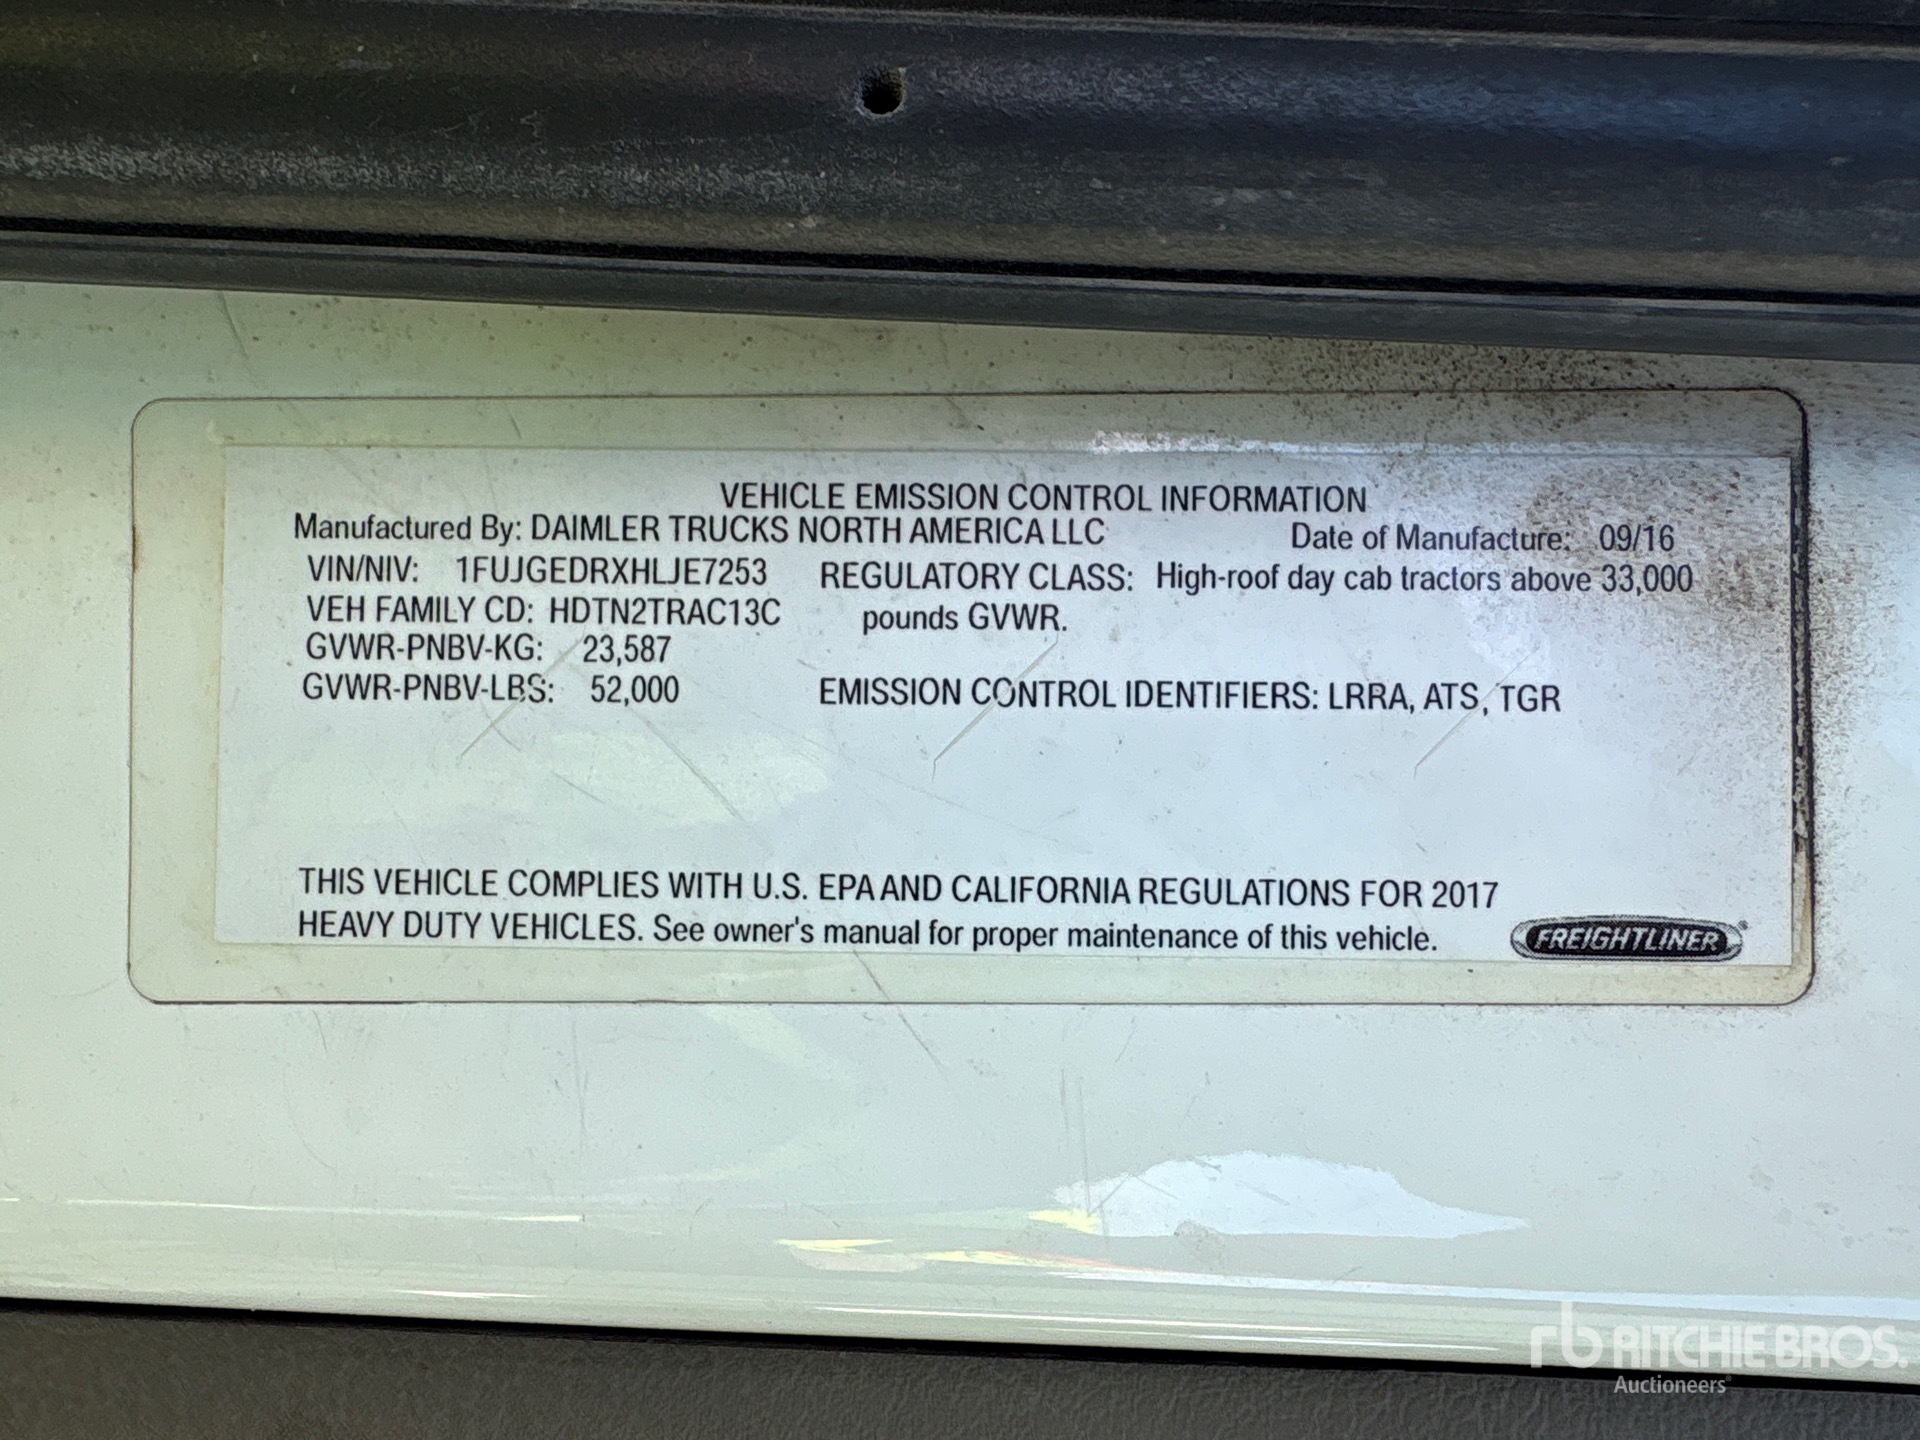 VEHICLE EMISSION CONTROL INFORMATION
Manufactured By: DAIMLER TRUCKS NORTH AMERICA LLC Date of Manufacture: 09/16
VIN/NIV: 1FUJGEDRXHLJE7253 REGULATORY CLASS: High-roof day cab tractors above 33,000
VEH FAMILY CD: HDTN2TRAC13C pounds GVWR.
GVWR-PNBV-KG: 23,587
GVWR-PNBV-LBS: 52,000 EMISSION CONTROL IDENTIFIERS: LRRA, ATS, TGR
THIS VEHICLE COMPLIES WITH U.S. EPA AND CALIFORNIA REGULATIONS FOR 2017
HEAVY DUTY VEHICLES. See owner's manual for proper maintenance of this vehicle.
FREIGHTLINER®
rb RITCHIE BROS.
Auctioneers